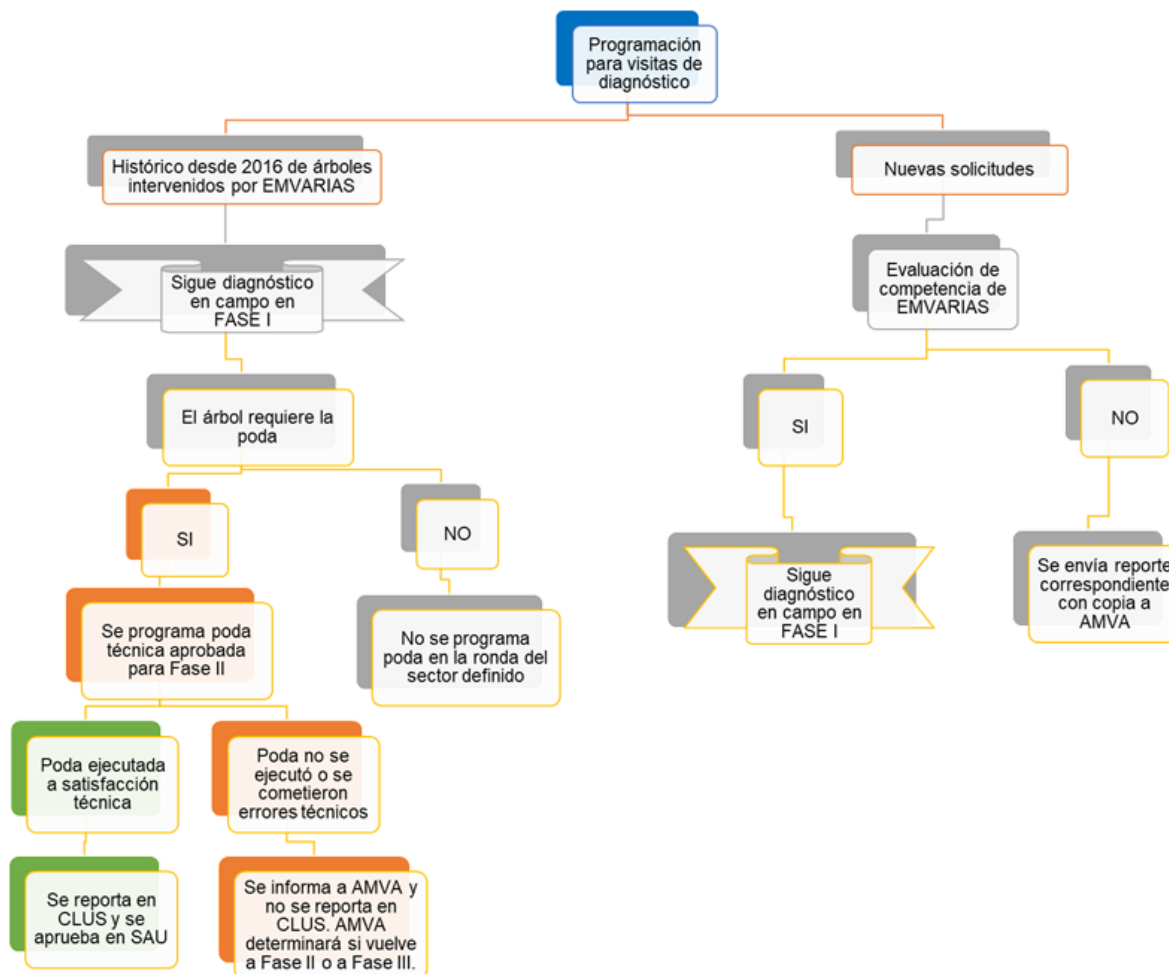 Programación
para visitas de
diagnóstico
Histórico desde 2016 de árboles
intervenidos por EMVARIAS
Nuevas solicitudes
Sigue diagnóstico
en campo en
FASE I
Evaluación de
competencia de
EMVARIAS
El árbol requiere la
poda
SI
NO
SI
NO
Se programa poda
técnica aprobada
para Fase II
No se programa
poda en la ronda del
sector definido
Sigue
diagnóstico
en campo en
FASE I
Se envía reporte
correspondiente
con copia a
AMVA
Poda ejecutada
a satisfacción
técnica
Poda no se
ejecutó o se
cometieron
errores técnicos
Se reporta en
CLUS y se
aprueba en SAU
Se informa a AMVA y
no se reporta en
CLUS. AMVA
determinará si vuelve
a Fase II o a Fase III.